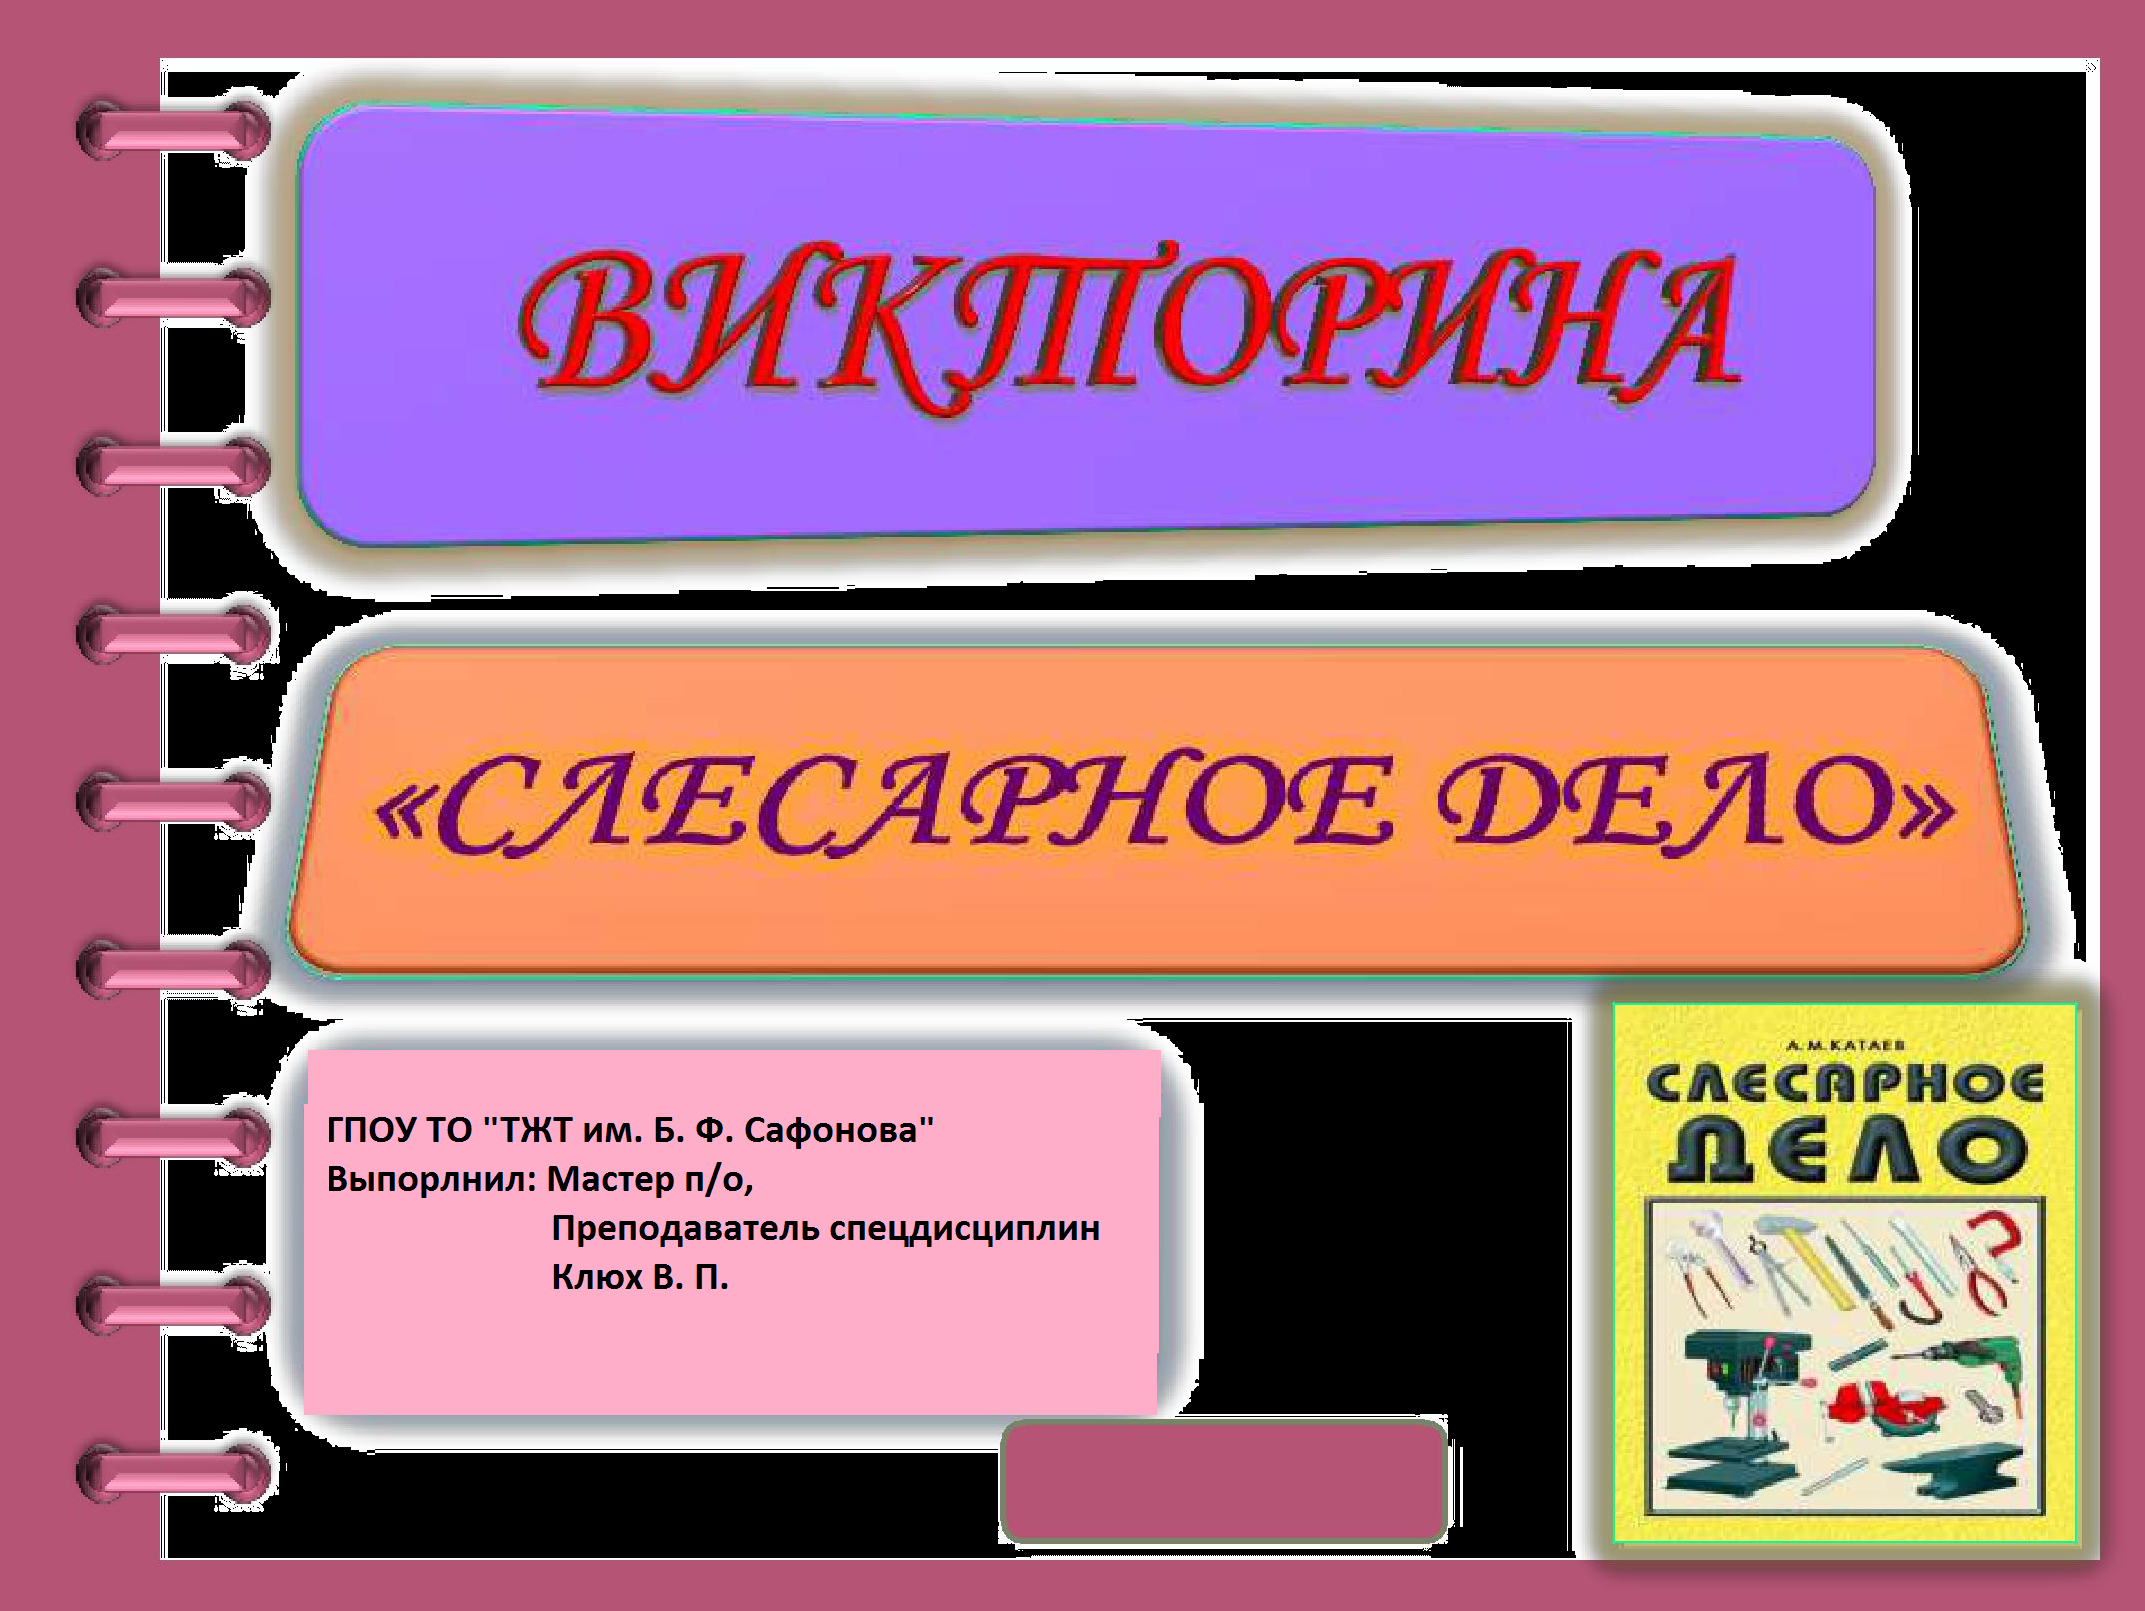 ВИКТОРИНА
«СЛЕСАРНОЕ ДЕЛО»
ГПОУ ТО "ТЖТ им. Б. Ф. Сафонова"
Выпорлнил: Мастер п/о,
Преподаватель спецдисциплин
Клюх В. П.
А. М. КАТАЕВ
СЛЕСАРНОЕ
ДЕЛО